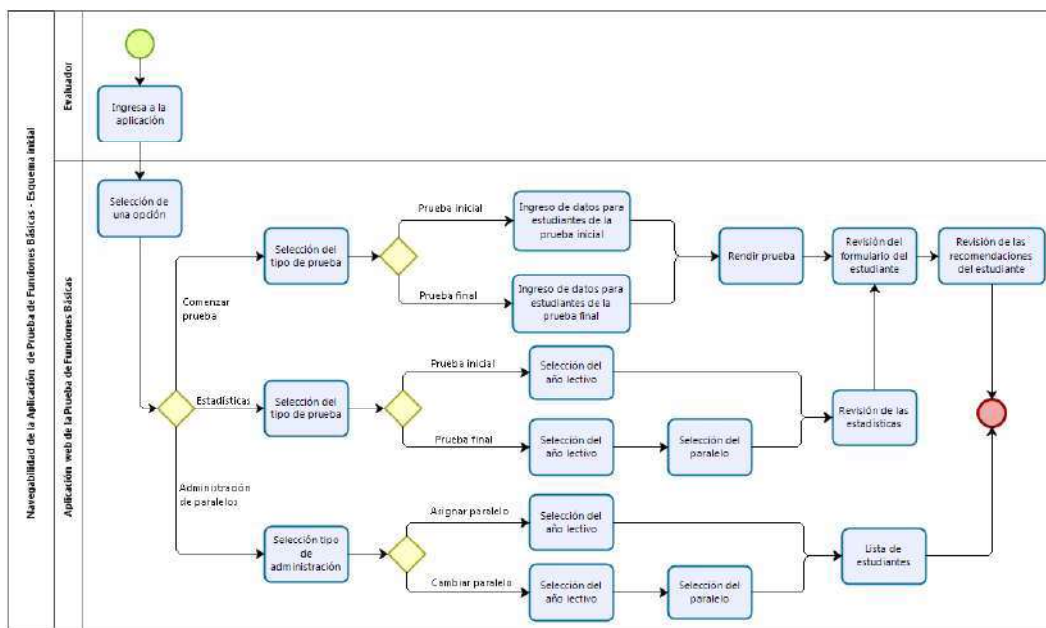 Navegabilidad de la Aplicación de Prueba de Funciones Básicas - Esquema inicial
Evaluador
Ingresa a la
aplicación
Aplicación web de la Prueba de Funciones Básicas
Selección de
una opción
Comenzar
prueba
Selección del
tipo de prueba
Prueba inicial
Ingreso de datos para
estudiantes de la
prueba inicial
Prueba final
Ingreso de datos para
estudiantes de la
prueba final
Rendir prueba
Revisión del
formulario del
estudiante
Revisión de las
recomendaciones
del estudiante
Estadísticas
Selección del
tipo de prueba
Prueba inicial
Selección del
año lectivo
Prueba final
Selección del
año lectivo
Selección del
paralelo
Revisión de las
estadísticas
Administración
de paralelos
Selección tipo
de
administración
Asignar paralelo
Selección del
año lectivo
Cambiar paralelo
Selección del
año lectivo
Selección del
paralelo
Lista de
estudiantes